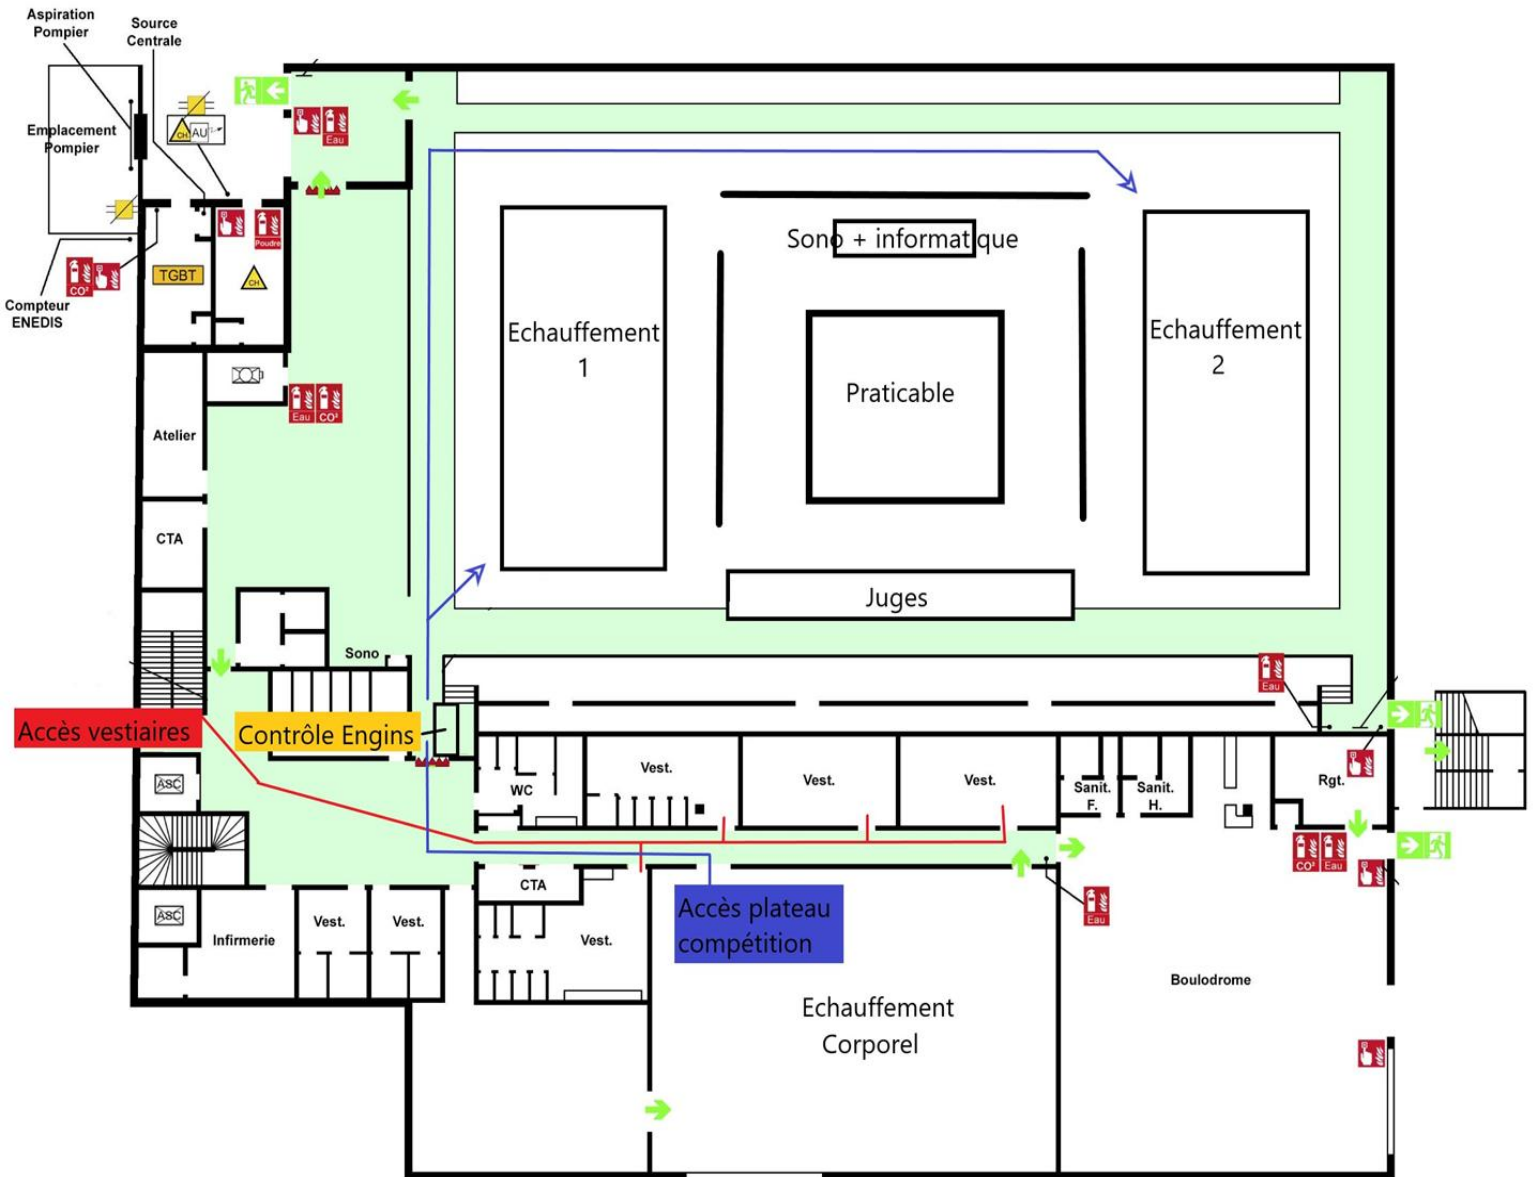 Aspiration
Pompier
Source
Centrale
Emplacement
Pompier
CH
AU
Eau
Poudre
CO²
TGBT
CH
Compteur
ENEDIS
Eau
CO²
Atelier
CTA
Sono
Sono + informatique
Echauffement
1
Praticable
Echauffement
2
Juges
Accès vestiaires
Contrôle Engins
Eau
ASC
WC
Vest.
Vest.
Vest.
Sanit.
F.
Sanit.
H.
Rgt.
CO²
Eau
ASC
Infirmerie
Vest.
Vest.
CTA
Vest.
Accès plateau
compétition
Eau
Echauffement
Corporel
Boulodrome